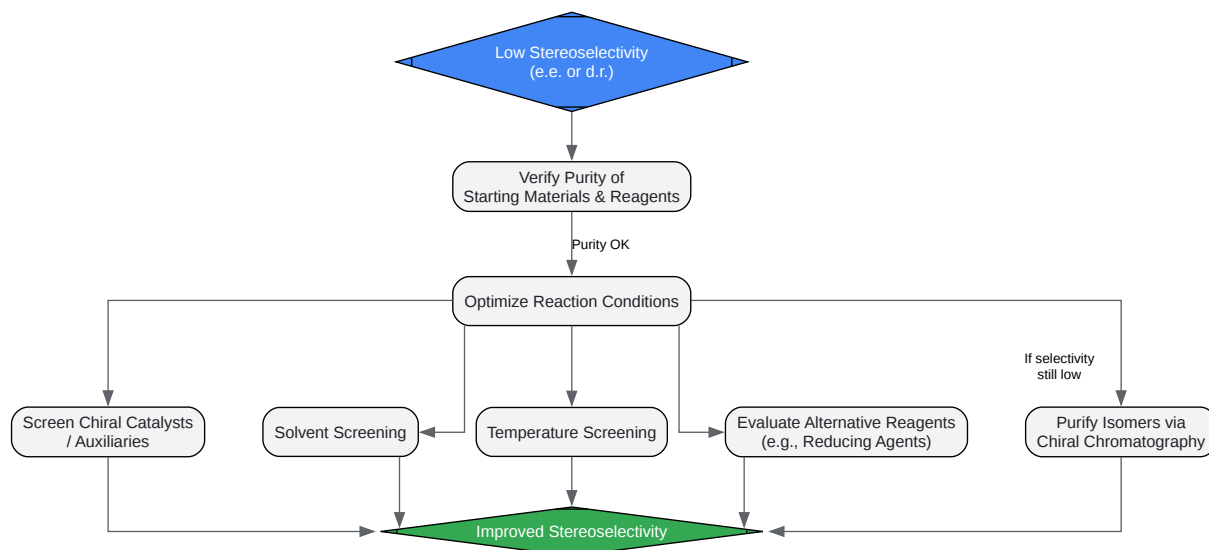 Low Stereoselectivity
(e.e. or d.r.)
Verify Purity of
Starting Materials & Reagents
Purity OK
Optimize Reaction Conditions
If selectivity
still low
Screen Chiral Catalysts
/ Auxiliaries
Solvent Screening
Temperature Screening
Evaluate Alternative Reagents
(e.g., Reducing Agents)
Purify Isomers via
Chiral Chromatography
Improved Stereoselectivity